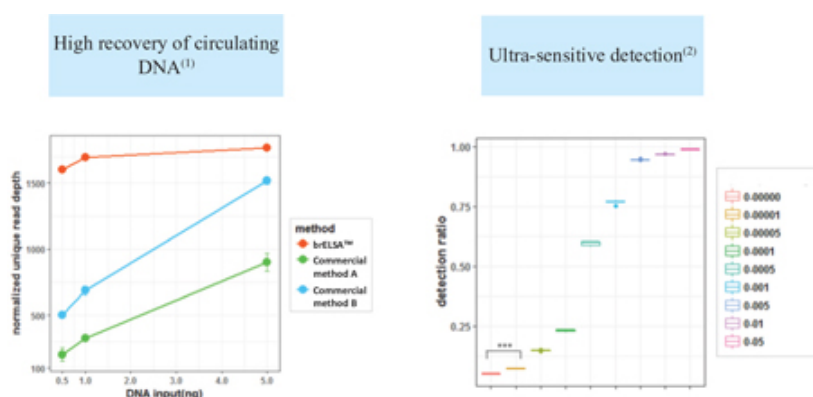 High recovery of circulating
DNA(1)
Ultra-sensitive detection(2)
normalized unique read depth
1500
1000
500
100
0.5
1.0
2.0
3.0
4.0
5.0
DNA input(ng)
method
brELSA™
Commercial
method A
Commercial
method B
detection ratio
1.00
0.75
0.50
0.25
***
0-00000
0-00001
0-00005
0-0001
0-0005
0-001
0-005
0-01
0-05